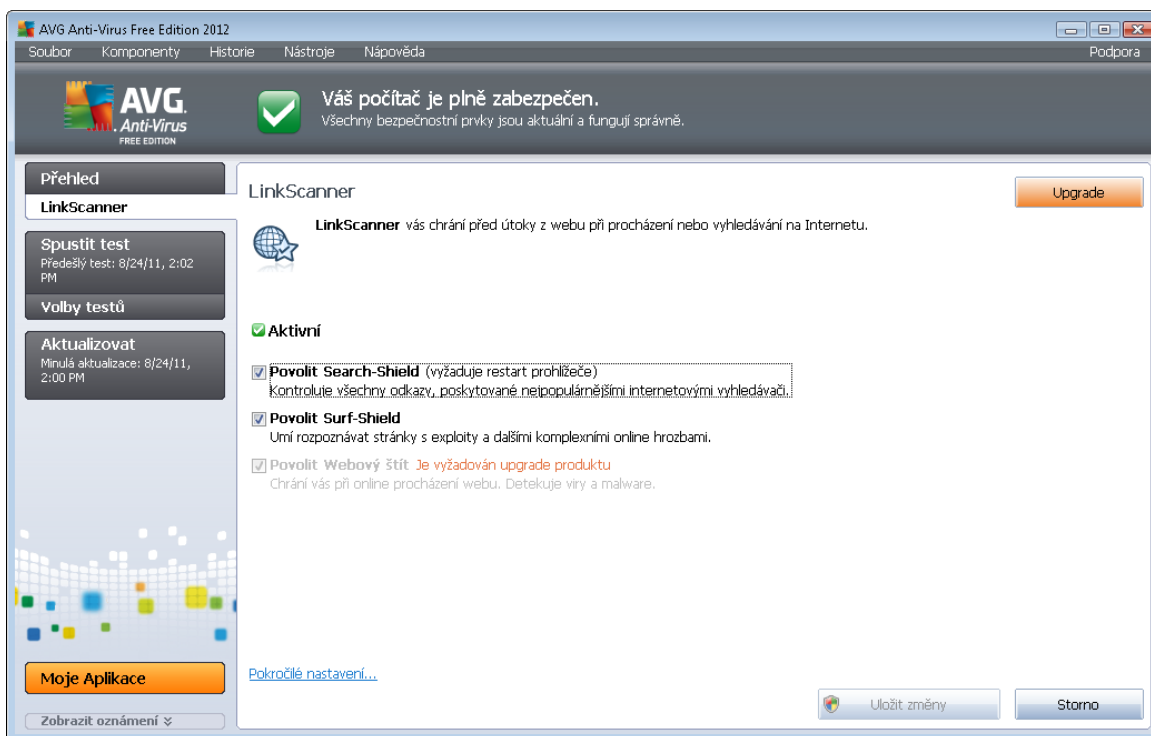 AVG Anti-Virus Free Edition 2012
Soubor Komponenty Historie Nástroje Nápověda Podpora
AVG.
Anti-Virus
FREE EDITION
Váš počítač je plně zabezpečen.
Všechny bezpečnostní prvky jsou aktuální a fungují správně.
Přehled
LinkScanner
Spustit test
Předešlý test: 8/24/11, 2:02
PM
Volby testů
Aktualizovat
Minulá aktualizace: 8/24/11,
2:00 PM
Moje Aplikace
Zobrazit oznámení
LinkScanner
Upgrade
LinkScanner vás chrání před útoky z webu při procházení nebo vyhledávání na Internetu.
Aktivní
Povolit Search-Shield (vyžaduje restart prohlížeče)
Kontroluje všechny odkazy, poskytované nejpopulárnějšími internetovými vyhledávači.
Povolit Surf-Shield
Umí rozpoznávat stránky s exploity a dalšími komplexními online hrozbami.
Povolit Webový štít Je vyžadován upgrade produktu
Chrání vás při online procházení webu. Detekuje viry a malware.
Pokročilé nastavení...
Uložit změny
Storno